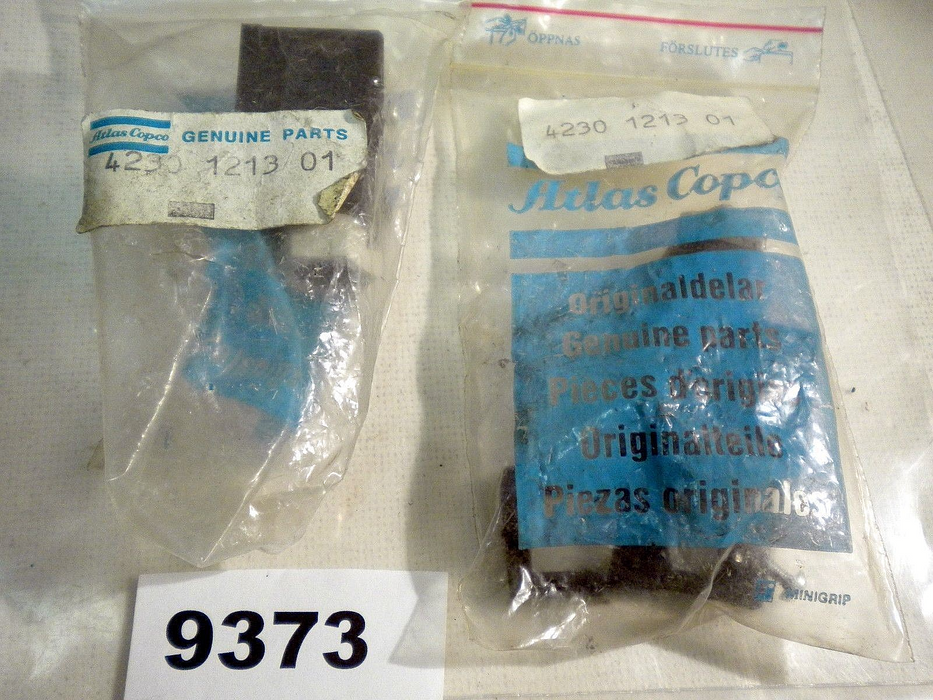 Atlas Copco GENUINE PARTS
4230 1213 01
ÖPPNAS FÖRSLUTES
4230 1213 01
Atlas Copco
Originaldelar
Genuine parts
Pièces d'origin
Originalteile
Piezas originales
MINIGRIP
9373